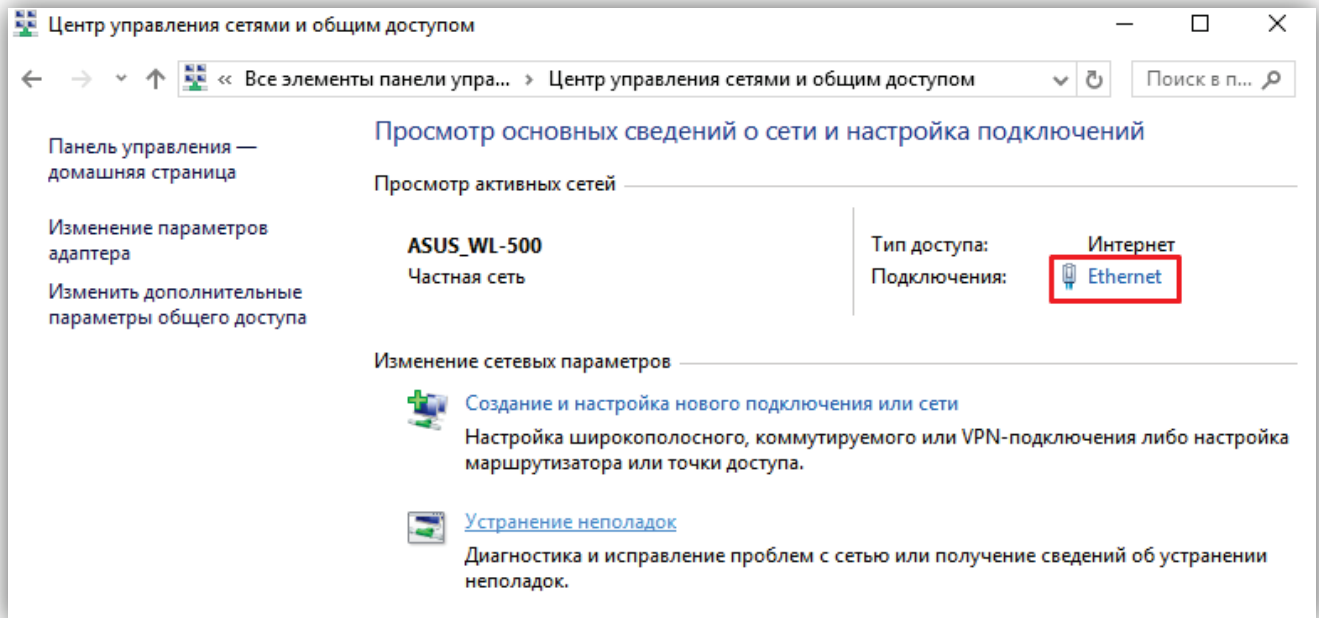 Центр управления сетями и общим доступом
« Все элементы панели упра... › Центр управления сетями и общим доступом
Поиск в п...
Панель управления —
домашняя страница
Изменение параметров
адаптера
Изменить дополнительные
параметры общего доступа
Просмотр основных сведений о сети и настройка подключений
Просмотр активных сетей
ASUS_WL-500
Частная сеть
Тип доступа: Интернет
Подключения: Ethernet
Изменение сетевых параметров
Создание и настройка нового подключения или сети
Настройка широкополосного, коммутируемого или VPN-подключения либо настройка
маршрутизатора или точки доступа.
Устранение неполадок
Диагностика и исправление проблем с сетью или получение сведений об устранении
неполадок.